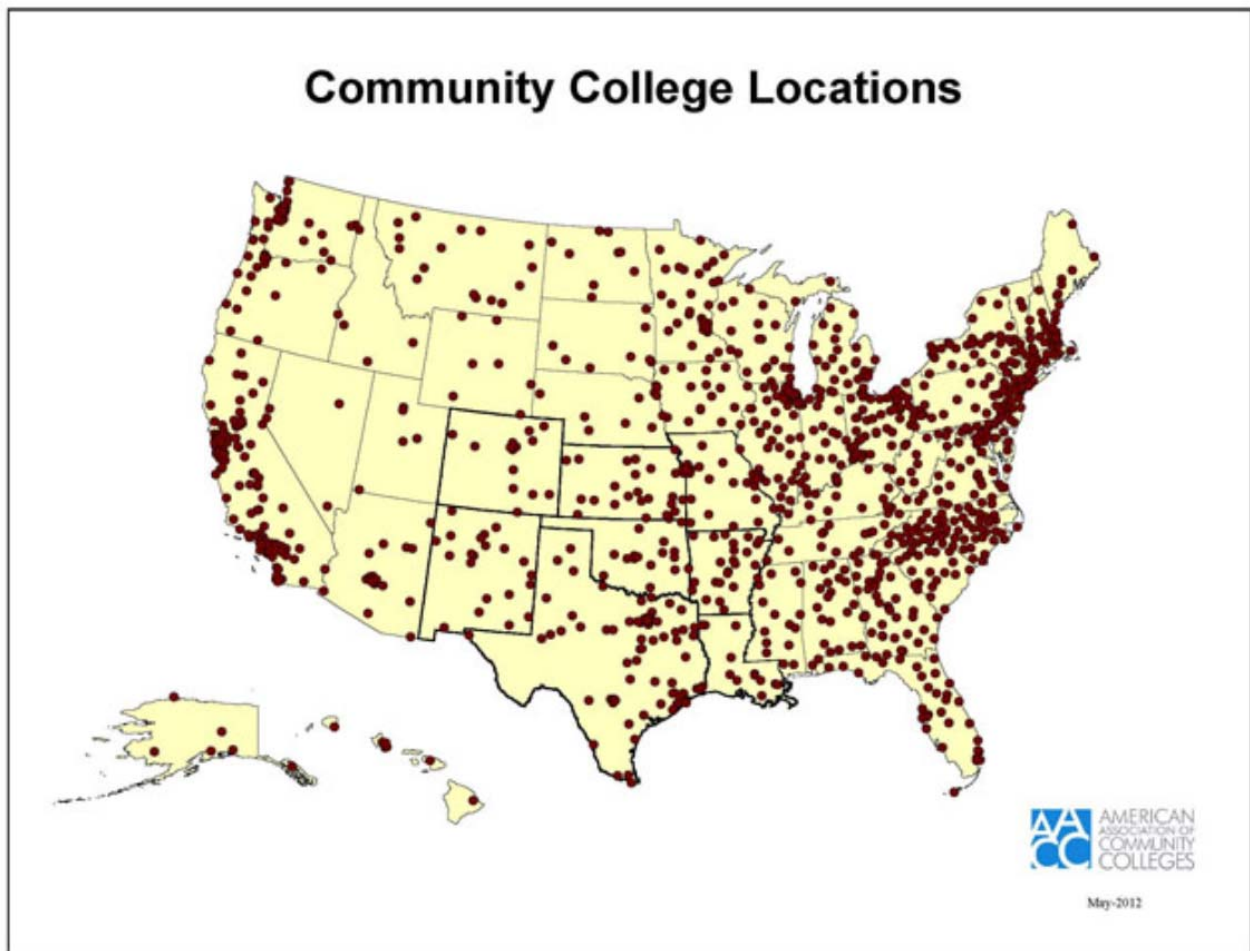 Community College Locations
AACC
AMERICAN
ASSOCIATION OF
COMMUNITY
COLLEGES
May-2012